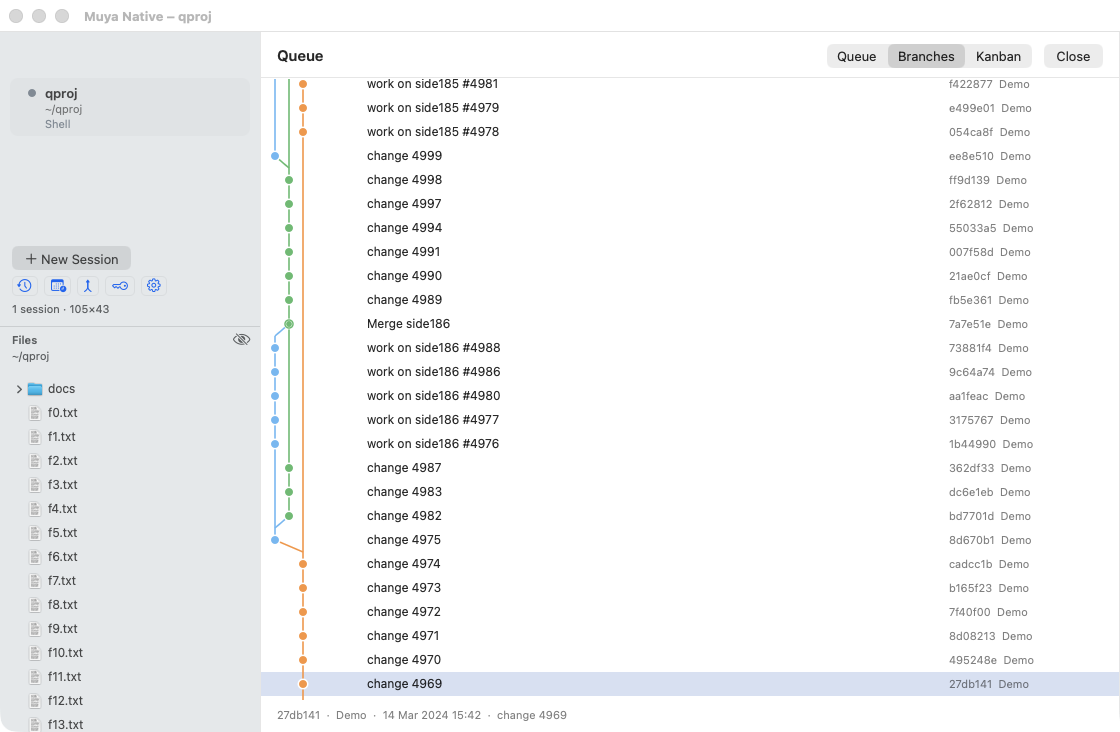 Muya Native – qproj
qproj
~/qproj
Shell
+ New Session
1 session · 105×43
Files
~/qproj
docs
f0.txt
f1.txt
f2.txt
f3.txt
f4.txt
f5.txt
f6.txt
f7.txt
f8.txt
f9.txt
f10.txt
f11.txt
f12.txt
f13.txt
Queue
Queue Branches Kanban Close
work on side185 #4981 f422877 Demo
work on side185 #4979 e499e01 Demo
work on side185 #4978 054ca8f Demo
change 4999 ee8e510 Demo
change 4998 ff9d139 Demo
change 4997 2f62812 Demo
change 4994 55033a5 Demo
change 4991 007f58d Demo
change 4990 21ae0cf Demo
change 4989 fb5e361 Demo
Merge side186 7a7e51e Demo
work on side186 #4988 73881f4 Demo
work on side186 #4986 9c64a74 Demo
work on side186 #4980 aa1feac Demo
work on side186 #4977 3175767 Demo
work on side186 #4976 1b44990 Demo
change 4987 362df33 Demo
change 4983 dc6e1eb Demo
change 4982 bd7701d Demo
change 4975 8d670b1 Demo
change 4974 cadcc1b Demo
change 4973 b165f23 Demo
change 4972 7f40f00 Demo
change 4971 8d08213 Demo
change 4970 495248e Demo
change 4969 27db141 Demo
27db141 · Demo · 14 Mar 2024 15:42 · change 4969